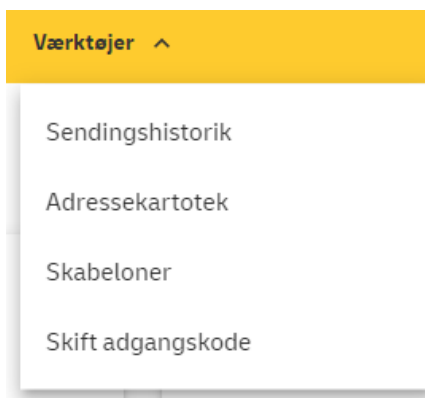 Værktøjer
Sendingshistorik
Adressekartotek
Skabeloner
Skift adgangskode